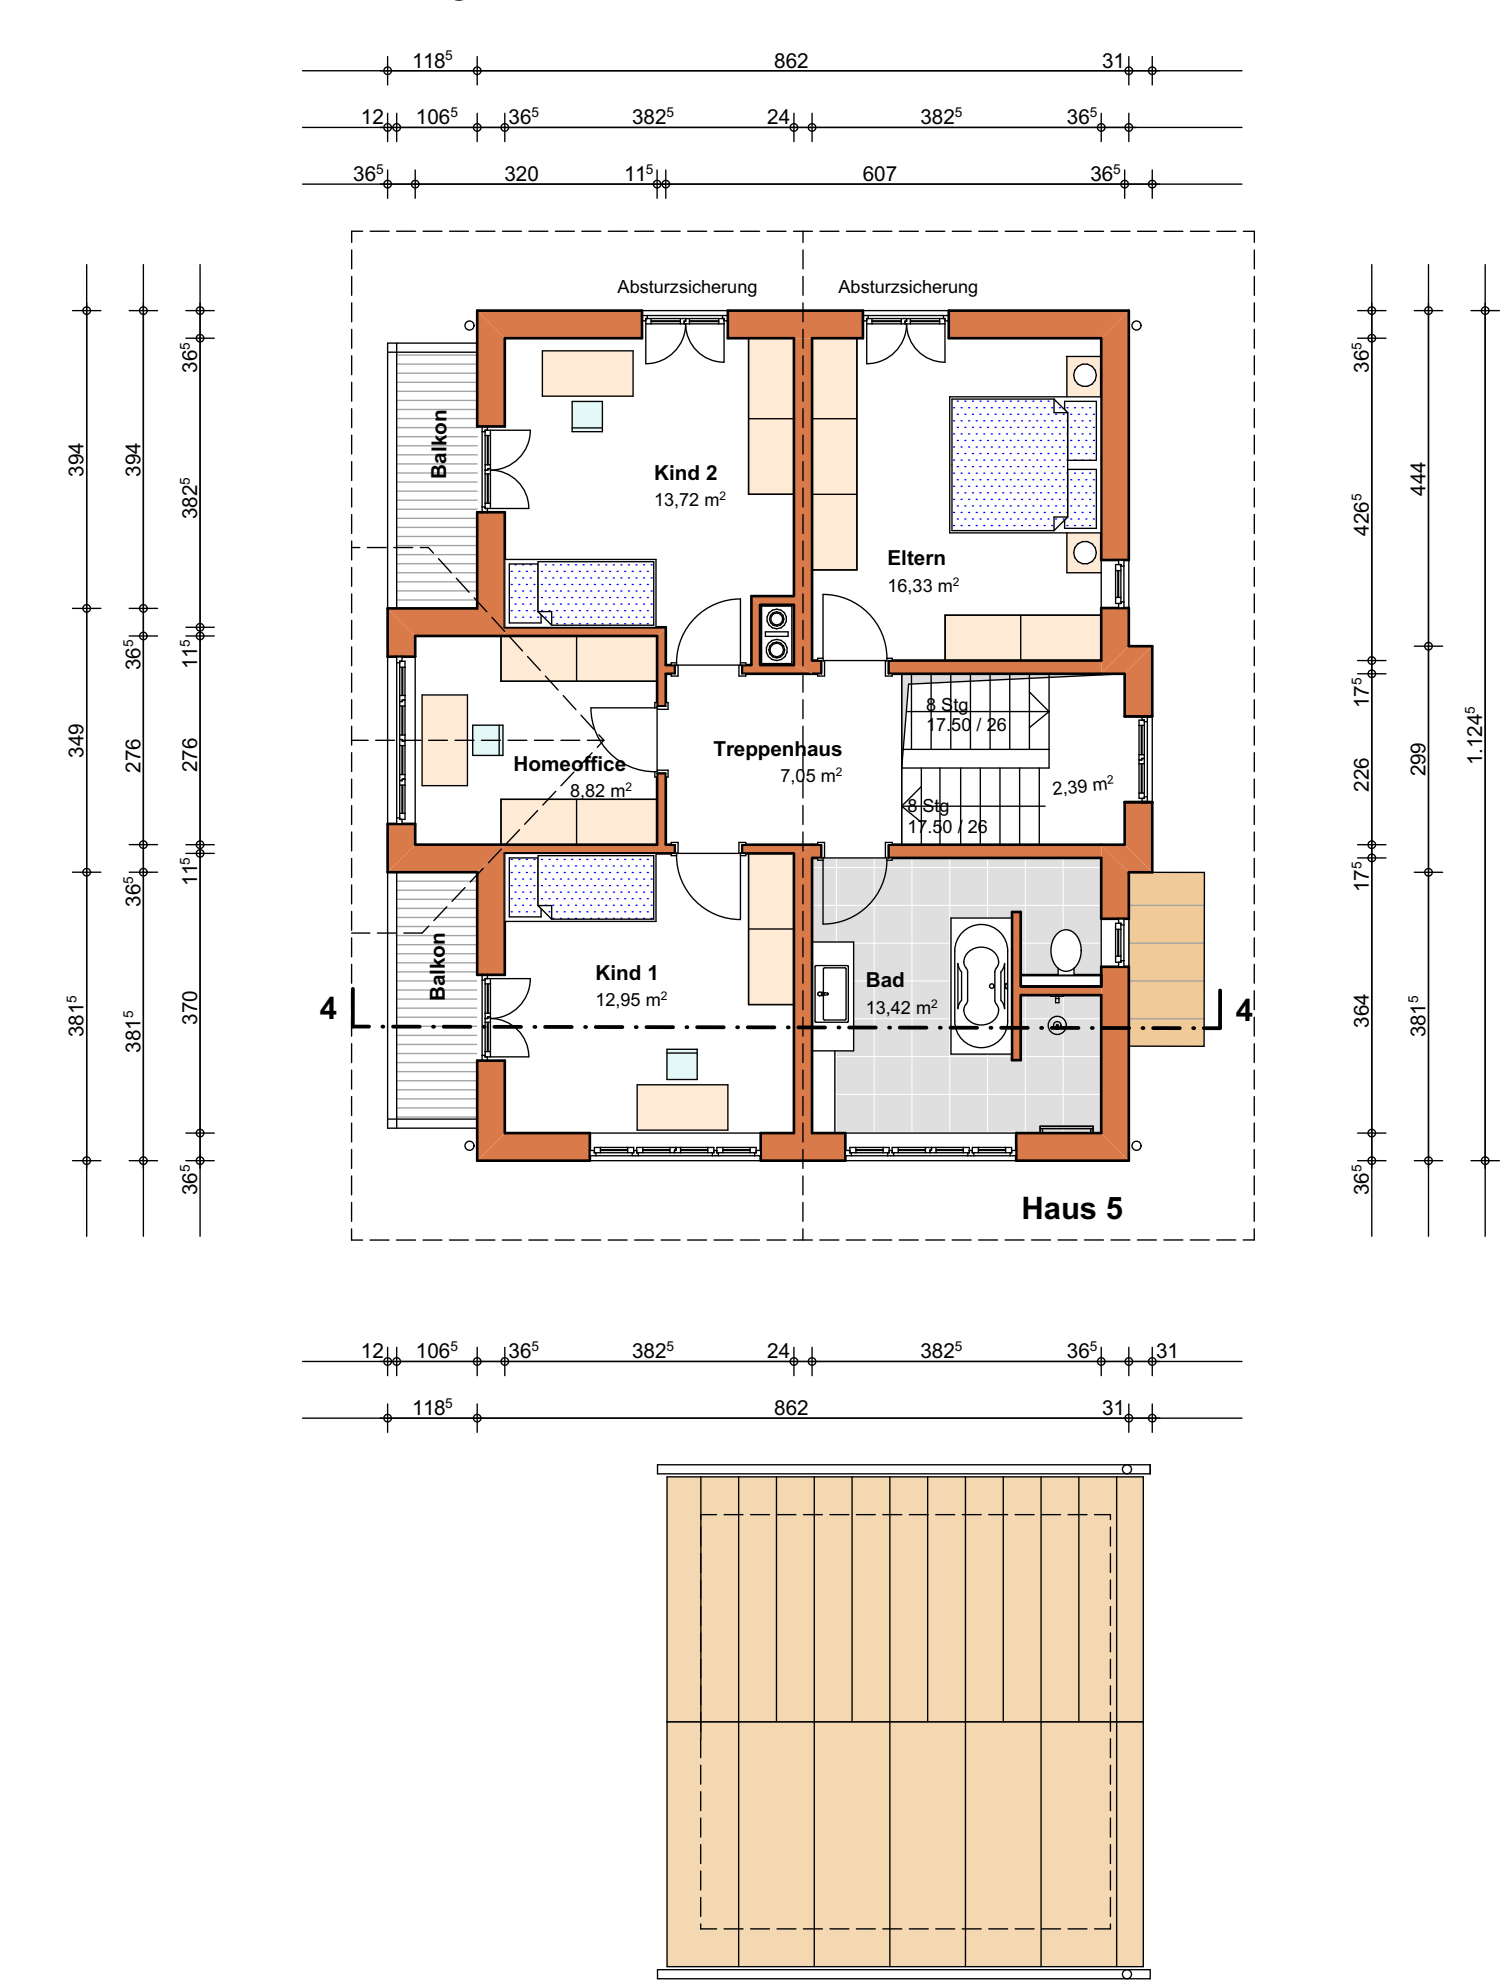 118⁵ 862 31
12 106⁵ 36⁵ 382⁵ 24 382⁵ 36⁵
36⁵ 320 11⁵ 607 36⁵
Absturzsicherung Absturzsicherung
394 349 381⁵
394 36⁵ 276 36⁵ 381⁵
36⁵ 382⁵ 11⁵ 276 11⁵ 370 36⁵
Balkon
Kind 2
13,72 m²
Eltern
16,33 m²
Homeoffice
8,82 m²
Treppenhaus
7,05 m²
8 Stg
17.50 / 26
8 Stg
17.50 / 26
2,39 m²
Balkon
Kind 1
12,95 m²
Bad
13,42 m²
4 4
Haus 5
36⁵ 426⁵ 17⁵ 226 17⁵ 364 36⁵
444 299 381⁵
1.124⁵
12 106⁵ 36⁵ 382⁵ 24 382⁵ 36⁵ 31
118⁵ 862 31